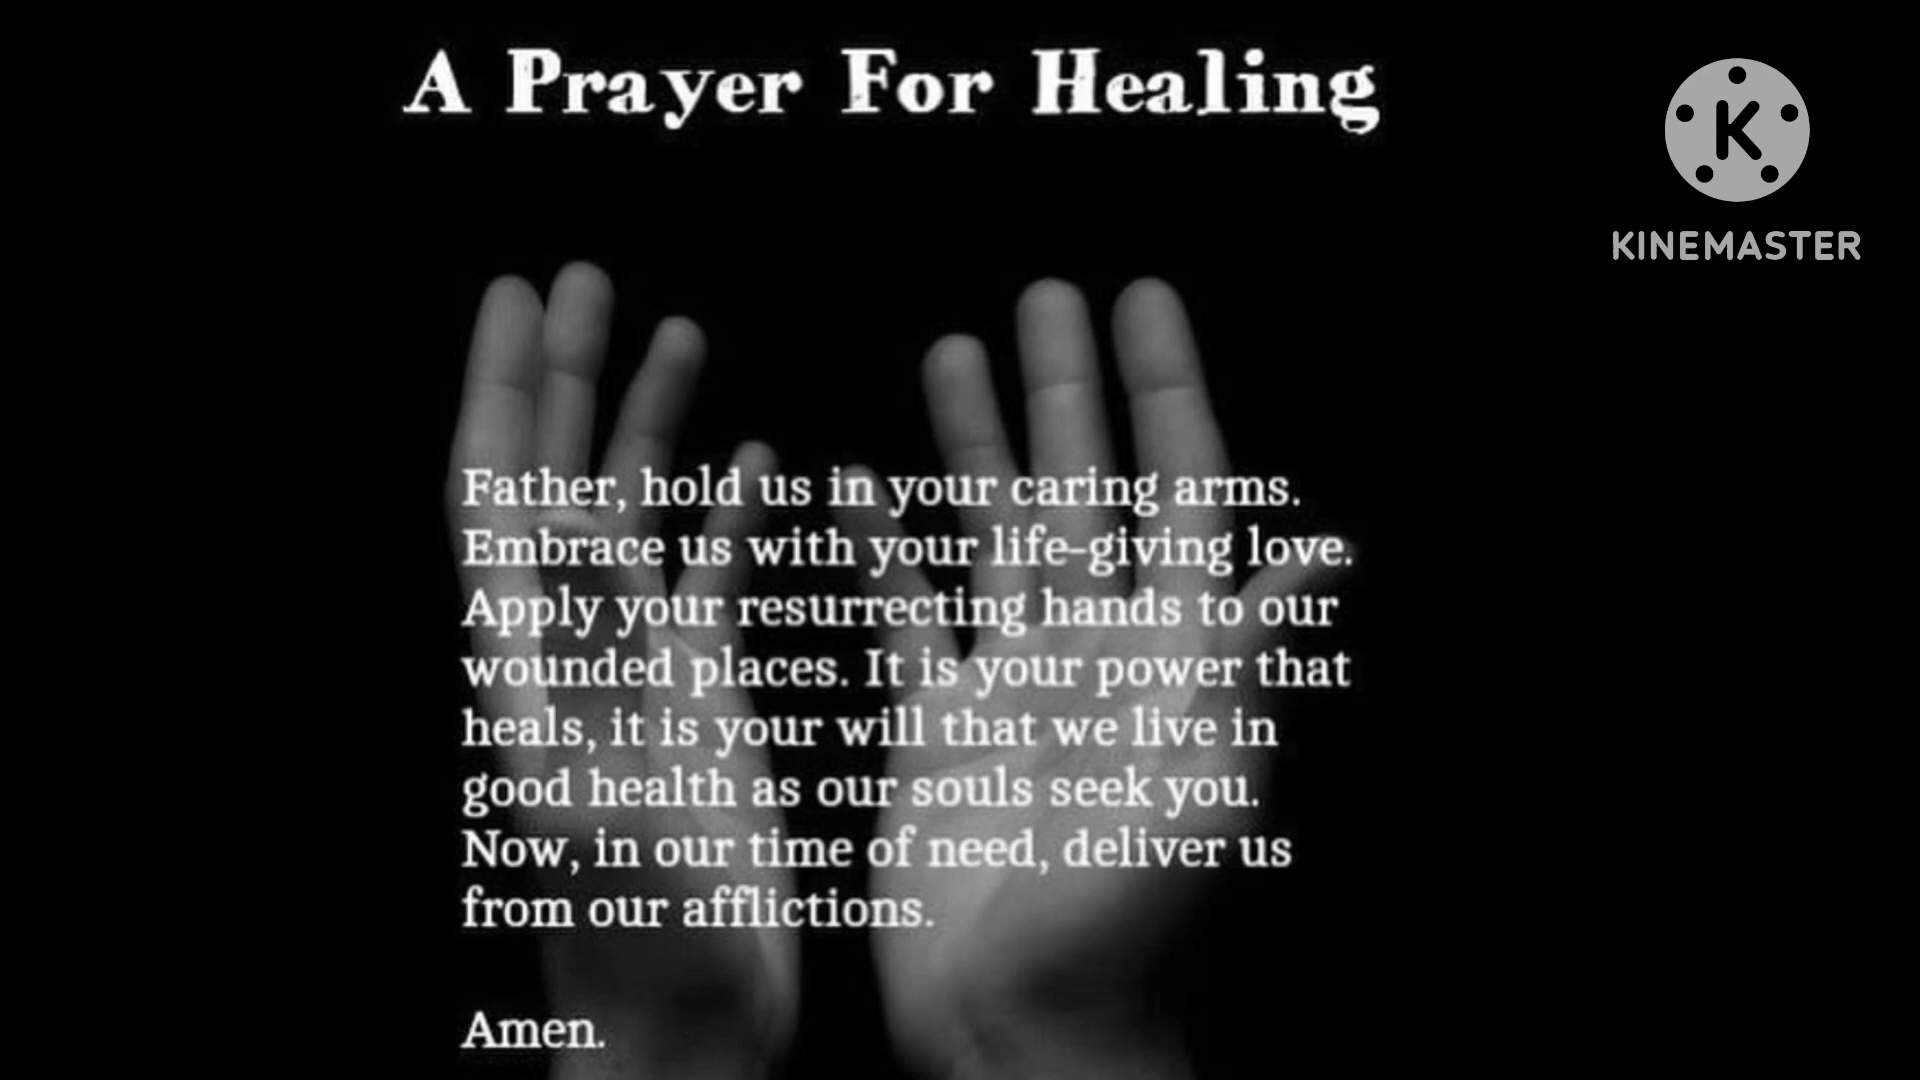 A Prayer For Healing
K
KINEMASTER
Father, hold us in your caring arms.
Embrace us with your life-giving love.
Apply your resurrecting hands to our
wounded places. It is your power that
heals, it is your will that we live in
good health as our souls seek you.
Now, in our time of need, deliver us
from our afflictions.
Amen.